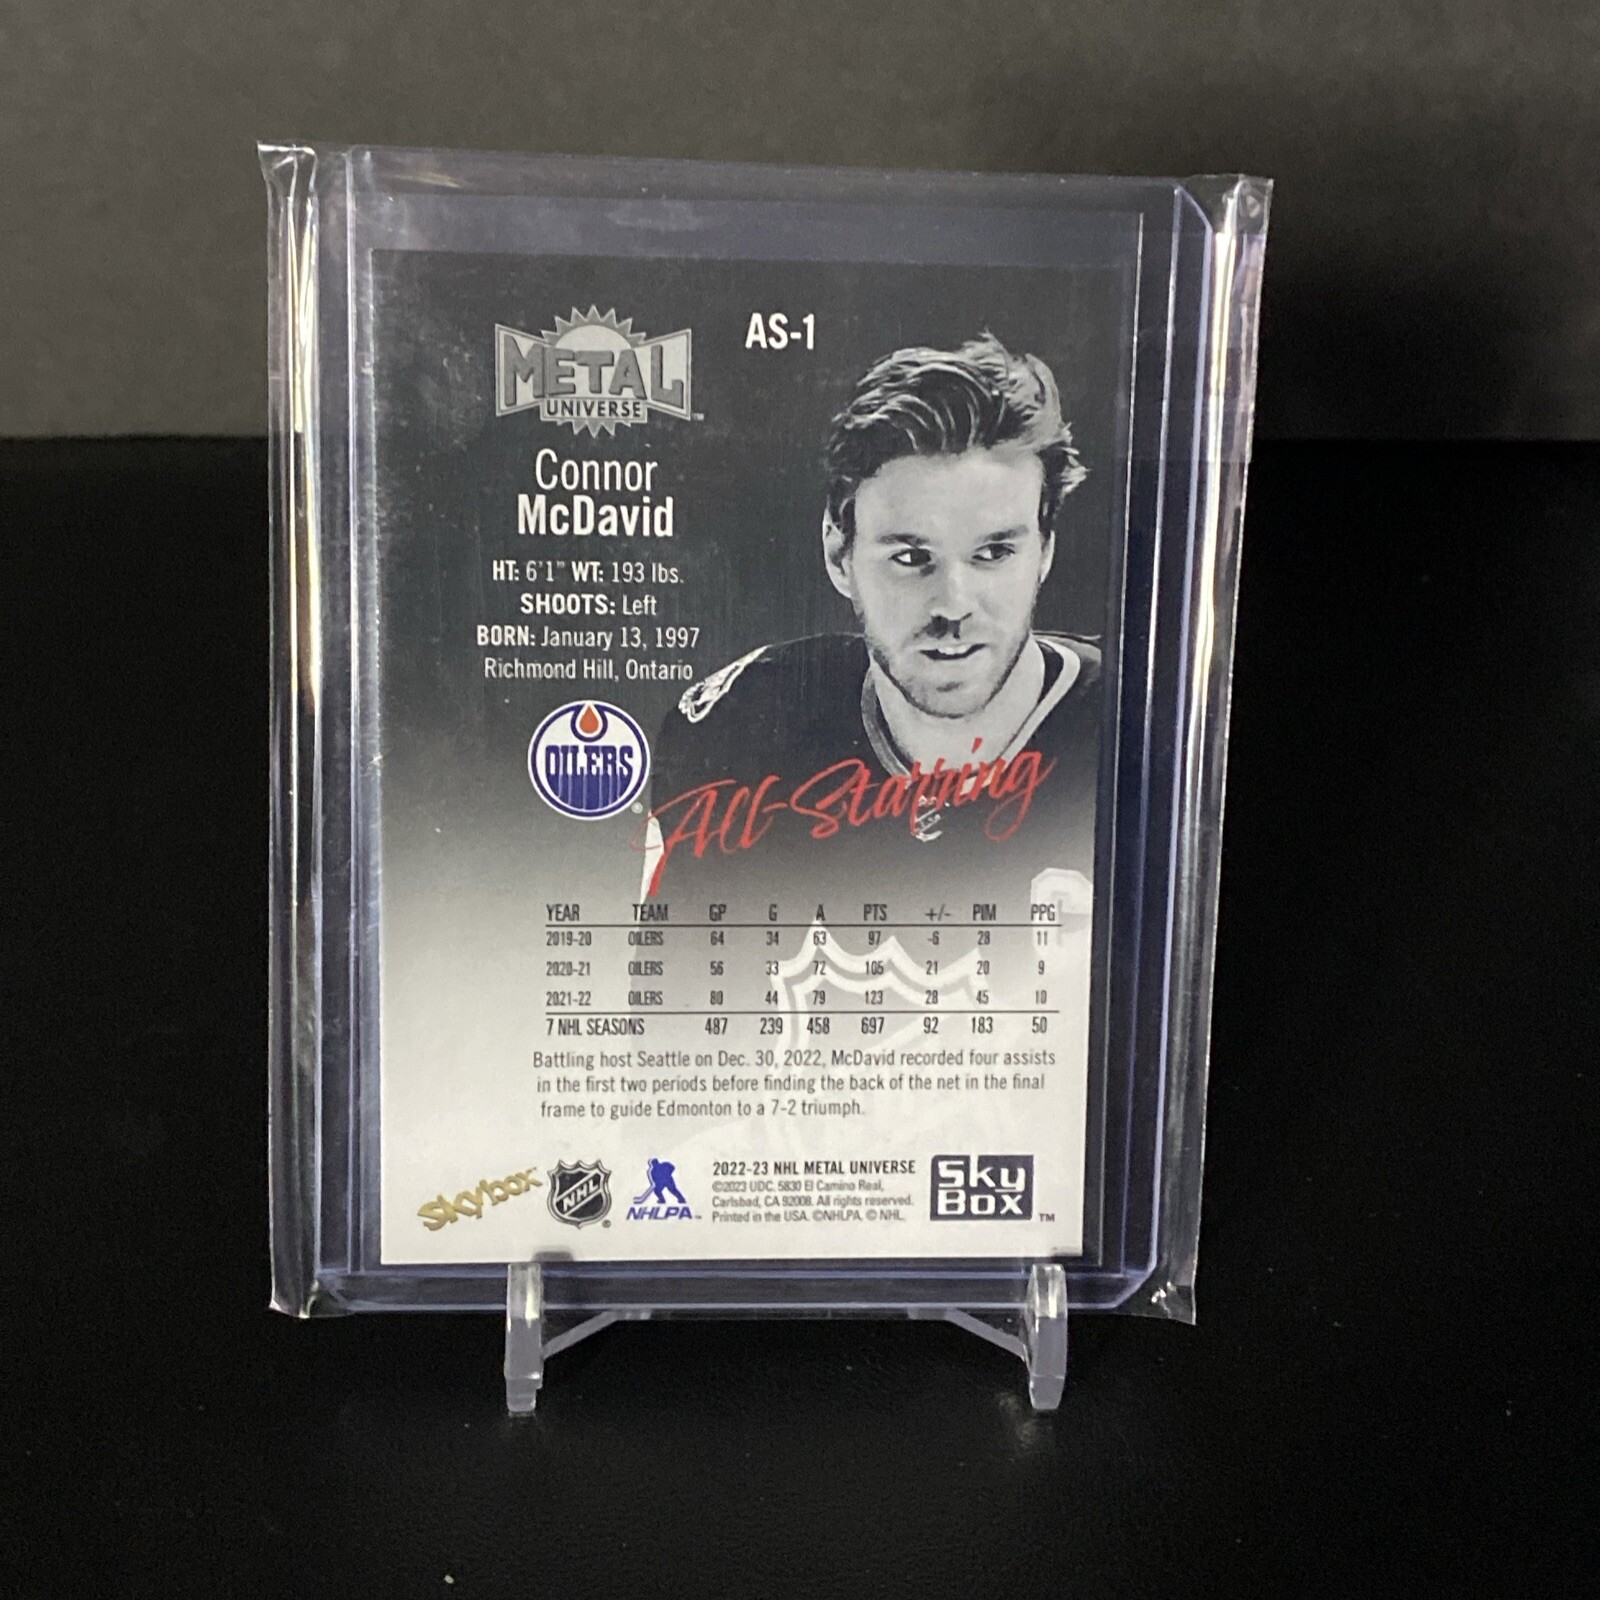 METAL
UNIVERSE ™
AS-1
Connor
McDavid
HT: 6'1" WT: 193 lbs.
SHOOTS: Left
BORN: January 13, 1997
Richmond Hill, Ontario
OILERS ®
All-Starring
YEAR TEAM GP G A PTS +/- PIM PPG
2019-20 OILERS 64 34 63 97 -6 28 11
2020-21 OILERS 56 33 72 105 21 20 9
2021-22 OILERS 80 44 79 123 28 45 10
7 NHL SEASONS 487 239 458 697 92 183 50
Battling host Seattle on Dec. 30, 2022, McDavid recorded four assists
in the first two periods before finding the back of the net in the final
frame to guide Edmonton to a 7-2 triumph.
Skybox™
NHL ®
NHLPA™
2022-23 NHL METAL UNIVERSE
©2023 UDC, 5830 El Camino Real,
Carlsbad, CA 92008. All rights reserved.
Printed in the USA. ©NHLPA. © NHL.
Sky
Box ™